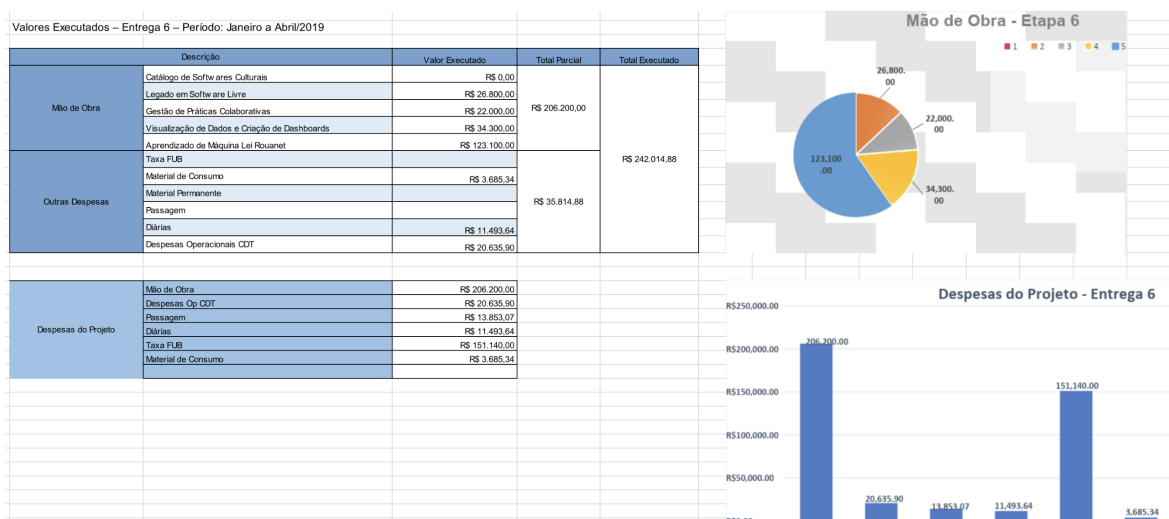 Valores Executados – Entrega 6 – Período: Janeiro a Abril/2019
Descrição Valor Executado Total Parcial Total Executado
Mão de Obra
Catálogo de Softw ares Culturais R$ 0,00
Legado em Softw are Livre R$ 26.800,00
Gestão de Práticas Colaborativas R$ 22.000,00
Visualização de Dados e Criação de Dashboards R$ 34.300,00
Aprendizado de Máquina Lei Rouanet R$ 123.100,00
R$ 206.200,00
Outras Despesas
Taxa FUB
Material de Consumo R$ 3.685,34
Material Permanente
Passagem
Diárias R$ 11.493,64
Despesas Operacionais CDT R$ 20.635,90
R$ 35.814,88
R$ 242.014,88
Despesas do Projeto
Mão de Obra R$ 206.200,00
Despesas Op CDT R$ 20.635,90
Passagem R$ 13.853,07
Diárias R$ 11.493,64
Taxa FUB R$ 151.140,00
Material de Consumo R$ 3.685,34
Mão de Obra - Etapa 6
1 2 3 4 5
26,800.
00
22,000.
00
123,100
.00
34,300.
00
Despesas do Projeto - Entrega 6
R$250,000.00
R$200,000.00
R$150,000.00
R$100,000.00
R$50,000.00
R$0.00
206,200.00
20,635.90
13,853.07
11,493.64
151,140.00
3,685.34